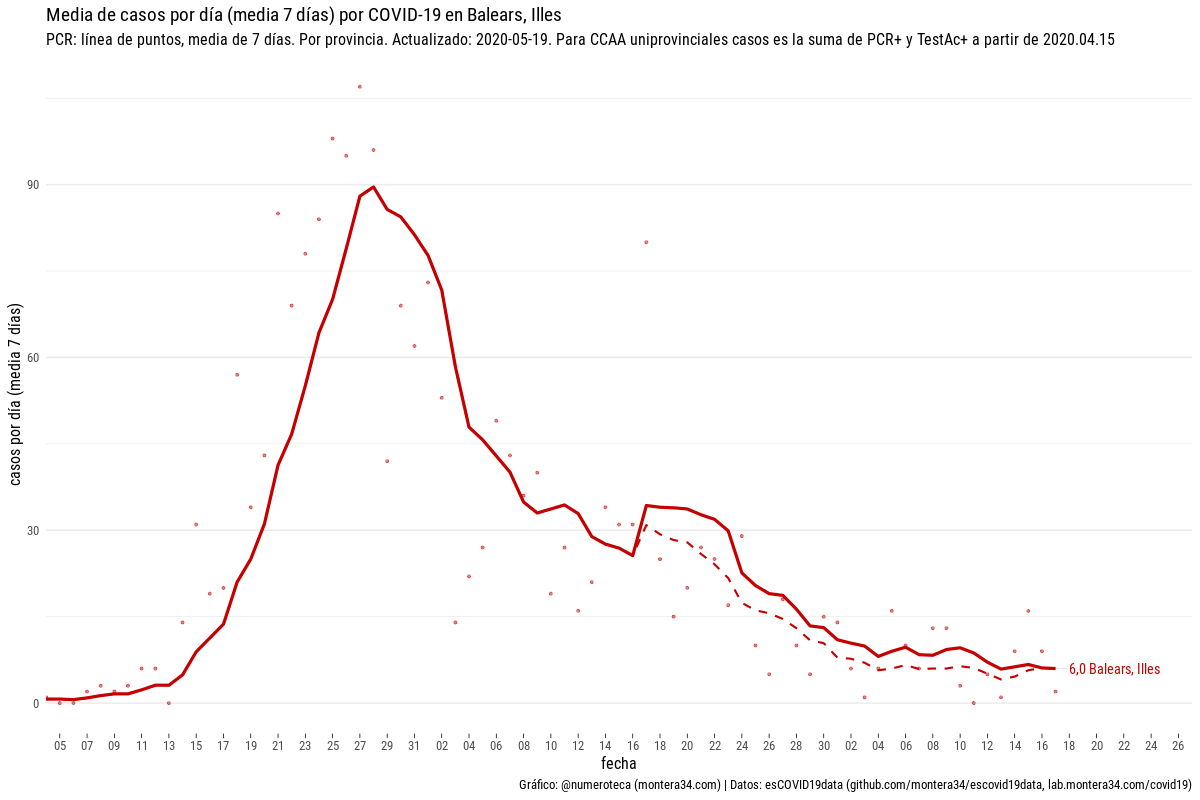 Media de casos por día (media 7 días) por COVID-19 en Balears, Illes
PCR: línea de puntos, media de 7 días. Por provincia. Actualizado: 2020-05-19. Para CCAA uniprovinciales casos es la suma de PCR+ y TestAc+ a partir de 2020.04.15
casos por día (media 7 días)
90
60
30
0
6,0 Balears, Illes
05 07 09 11 13 15 17 19 21 23 25 27 29 31 02 04 06 08 10 12 14 16 18 20 22 24 26 28 30 02 04 06 08 10 12 14 16 18 20 22 24 26
fecha
Gráfico: @numeroteca (montera34.com) | Datos: esCOVID19data (github.com/montera34/escovid19data, lab.montera34.com/covid19)